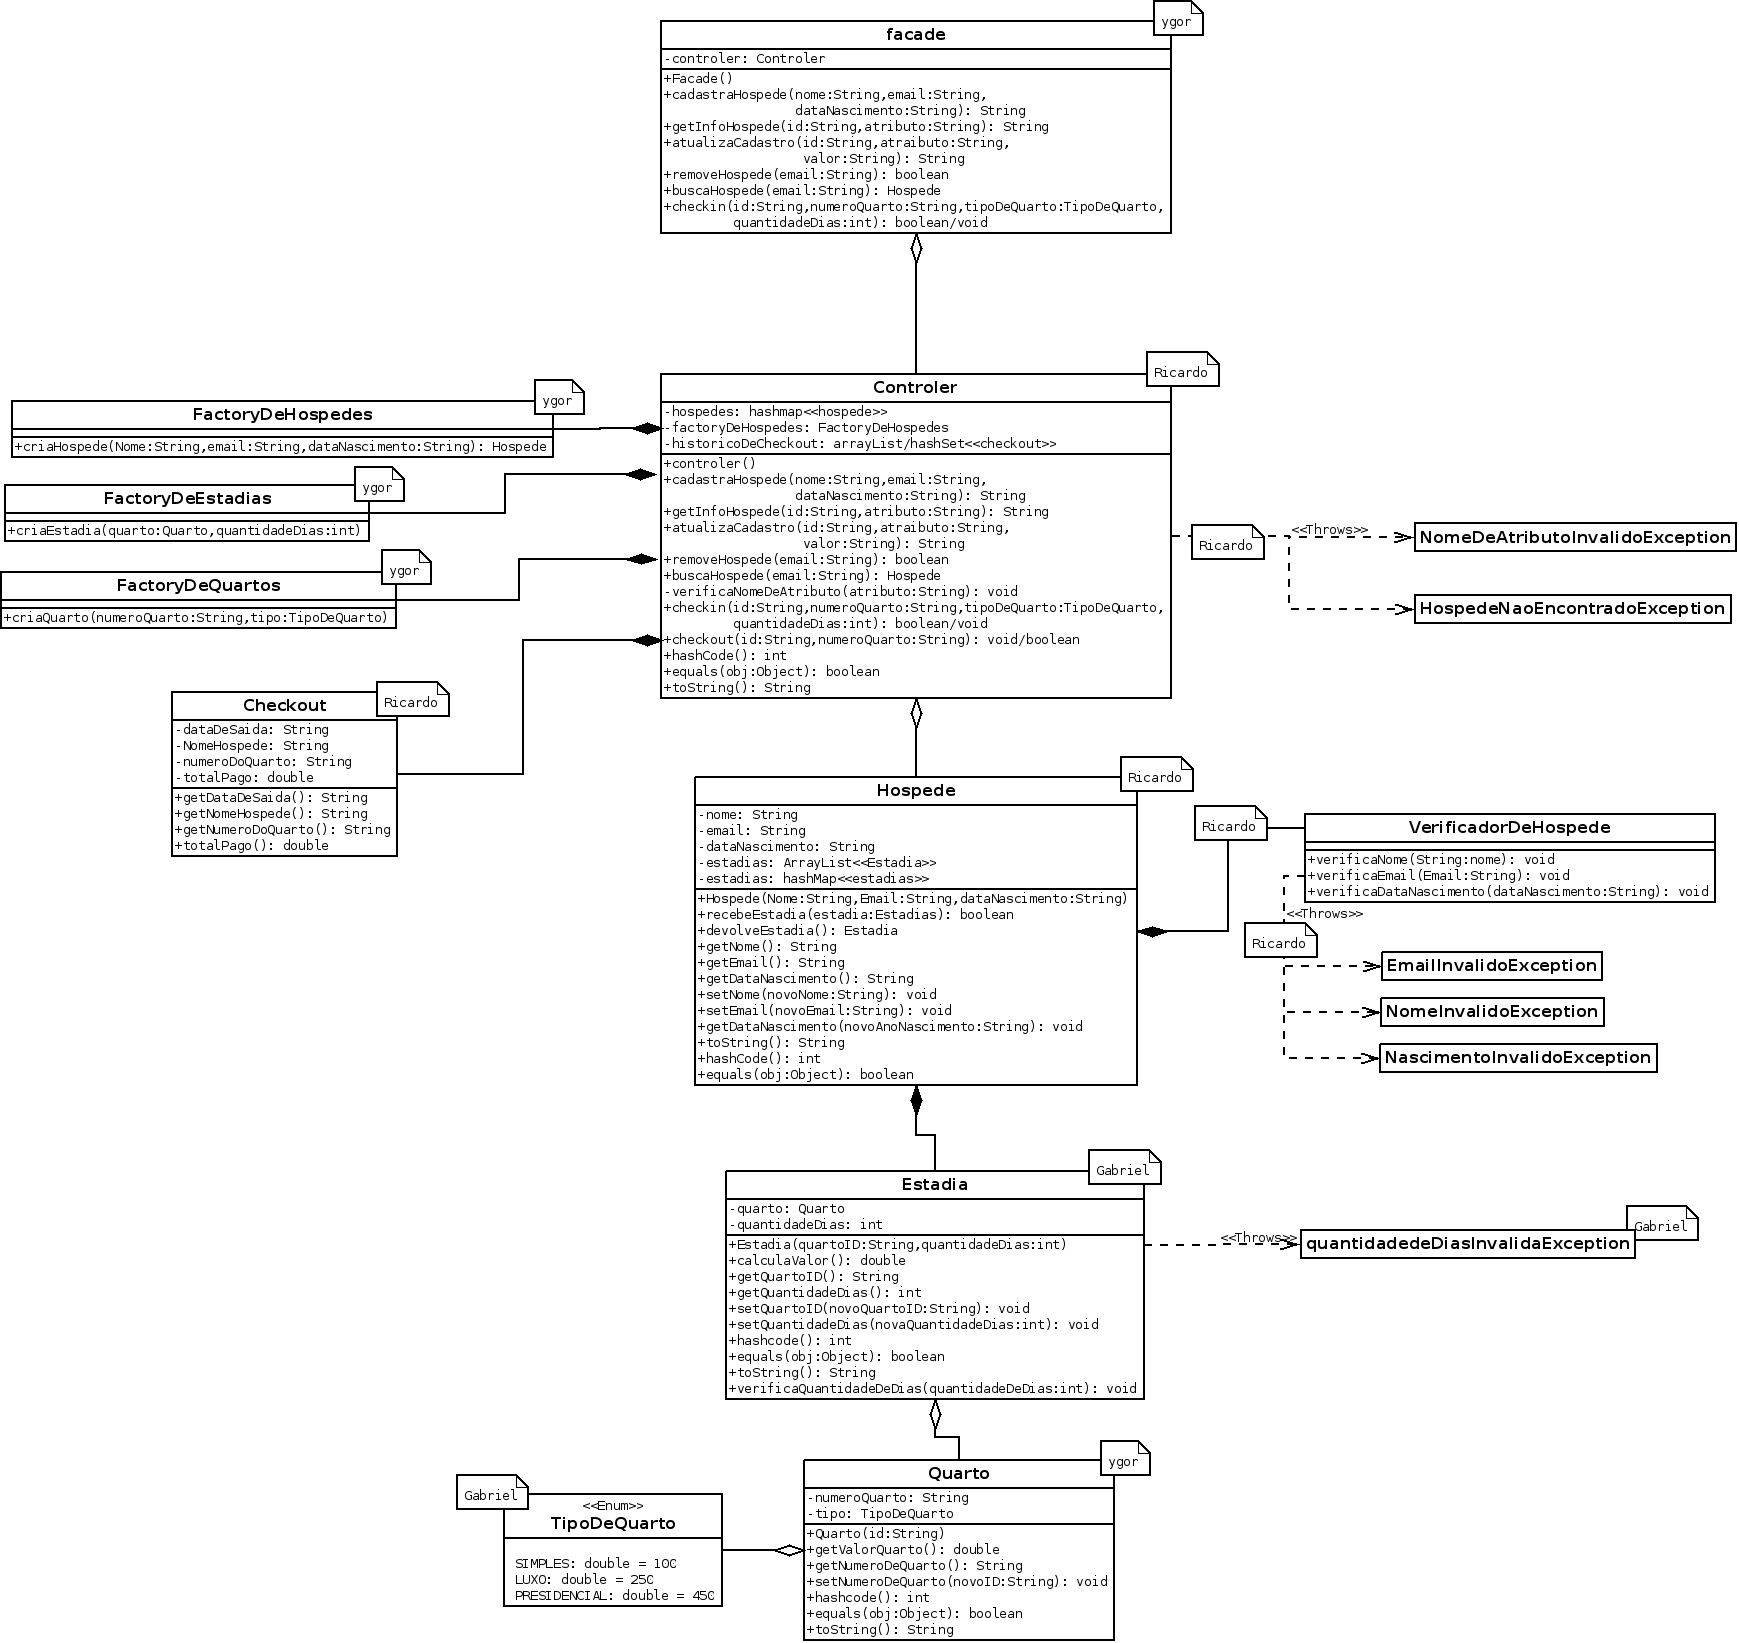 ygor
facade
-controler: Controler
+Facade()
+cadastraHospede(nome:String,email:String,
dataNascimento:String): String
+getInfoHospede(id:String,atributo:String): String
+atualizaCadastro(id:String,atraibuto:String,
valor:String): String
+removeHospede(email:String): boolean
+buscaHospede(email:String): Hospede
+checkin(id:String,numeroQuarto:String,tipoDeQuarto:TipoDeQuarto,
quantidadeDias:int): boolean/void
Ricardo
Controler
-hospedes: hashmap<<hospede>>
-factoryDeHospedes: FactoryDeHospedes
-historicoDeCheckout: arrayList/hashSet<<checkout>>
+controler()
+cadastraHospede(nome:String,email:String,
dataNascimento:String): String
+getInfoHospede(id:String,atributo:String): String
+atualizaCadastro(id:String,atraibuto:String,
valor:String): String
+removeHospede(email:String): boolean
+buscaHospede(email:String): Hospede
-verificaNomeDeAtributo(atributo:String): void
+checkin(id:String,numeroQuarto:String,tipoDeQuarto:TipoDeQuarto,
quantidadeDias:int): boolean/void
+checkout(id:String,numeroQuarto:String): void/boolean
+hashCode(): int
+equals(obj:Object): boolean
+toString(): String
ygor
FactoryDeHospedes
+criaHospede(Nome:String,email:String,dataNascimento:String): Hospede
ygor
FactoryDeEstadias
+criaEstadia(quarto:Quarto,quantidadeDias:int)
ygor
FactoryDeQuartos
+criaQuarto(numeroQuarto:String,tipo:TipoDeQuarto)
Ricardo
Checkout
-dataDeSaida: String
-NomeHospede: String
-numeroDoQuarto: String
-totalPago: double
+getDataDeSaida(): String
+getNomeHospede(): String
+getNumeroDoQuarto(): String
+totalPago(): double
Ricardo
<<Throws>>
NomeDeAtributoInvalidoException
HospedeNaoEncontradoException
Ricardo
Hospede
-nome: String
-email: String
-dataNascimento: String
-estadias: ArrayList<<Estadia>>
-estadias: hashMap<<estadias>>
+Hospede(Nome:String,Email:String,dataNascimento:String)
+recebeEstadia(estadia:Estadias): boolean
+devolveEstadia(): Estadia
+getNome(): String
+getEmail(): String
+getDataNascimento(): String
+setNome(novoNome:String): void
+setEmail(novoEmail:String): void
+getDataNascimento(novoAnoNascimento:String): void
+toString(): String
+hashCode(): int
+equals(obj:Object): boolean
Ricardo
VerificadorDeHospede
+verificaNome(String:nome): void
+verificaEmail(Email:String): void
+verificaDataNascimento(dataNascimento:String): void
<<Throws>>
Ricardo
EmailInvalidoException
NomeInvalidoException
NascimentoInvalidoException
Gabriel
Estadia
-quarto: Quarto
-quantidadeDias: int
+Estadia(quartoID:String,quantidadeDias:int)
+calculaValor(): double
+getQuartoID(): String
+getQuantidadeDias(): int
+setQuartoID(novoQuartoID:String): void
+setQuantidadeDias(novaQuantidadeDias:int): void
+hashcode(): int
+equals(obj:Object): boolean
+toString(): String
+verificaQuantidadeDeDias(quantidadeDeDias:int): void
<<Throws>>
Gabriel
quantidadedeDiasInvalidaException
ygor
Quarto
-numeroQuarto: String
-tipo: TipoDeQuarto
+Quarto(id:String)
+getValorQuarto(): double
+getNumeroDeQuarto(): String
+setNumeroDeQuarto(novoID:String): void
+hashcode(): int
+equals(obj:Object): boolean
+toString(): String
Gabriel
<<Enum>>
TipoDeQuarto
SIMPLES: double = 100
LUXO: double = 250
PRESIDENCIAL: double = 450